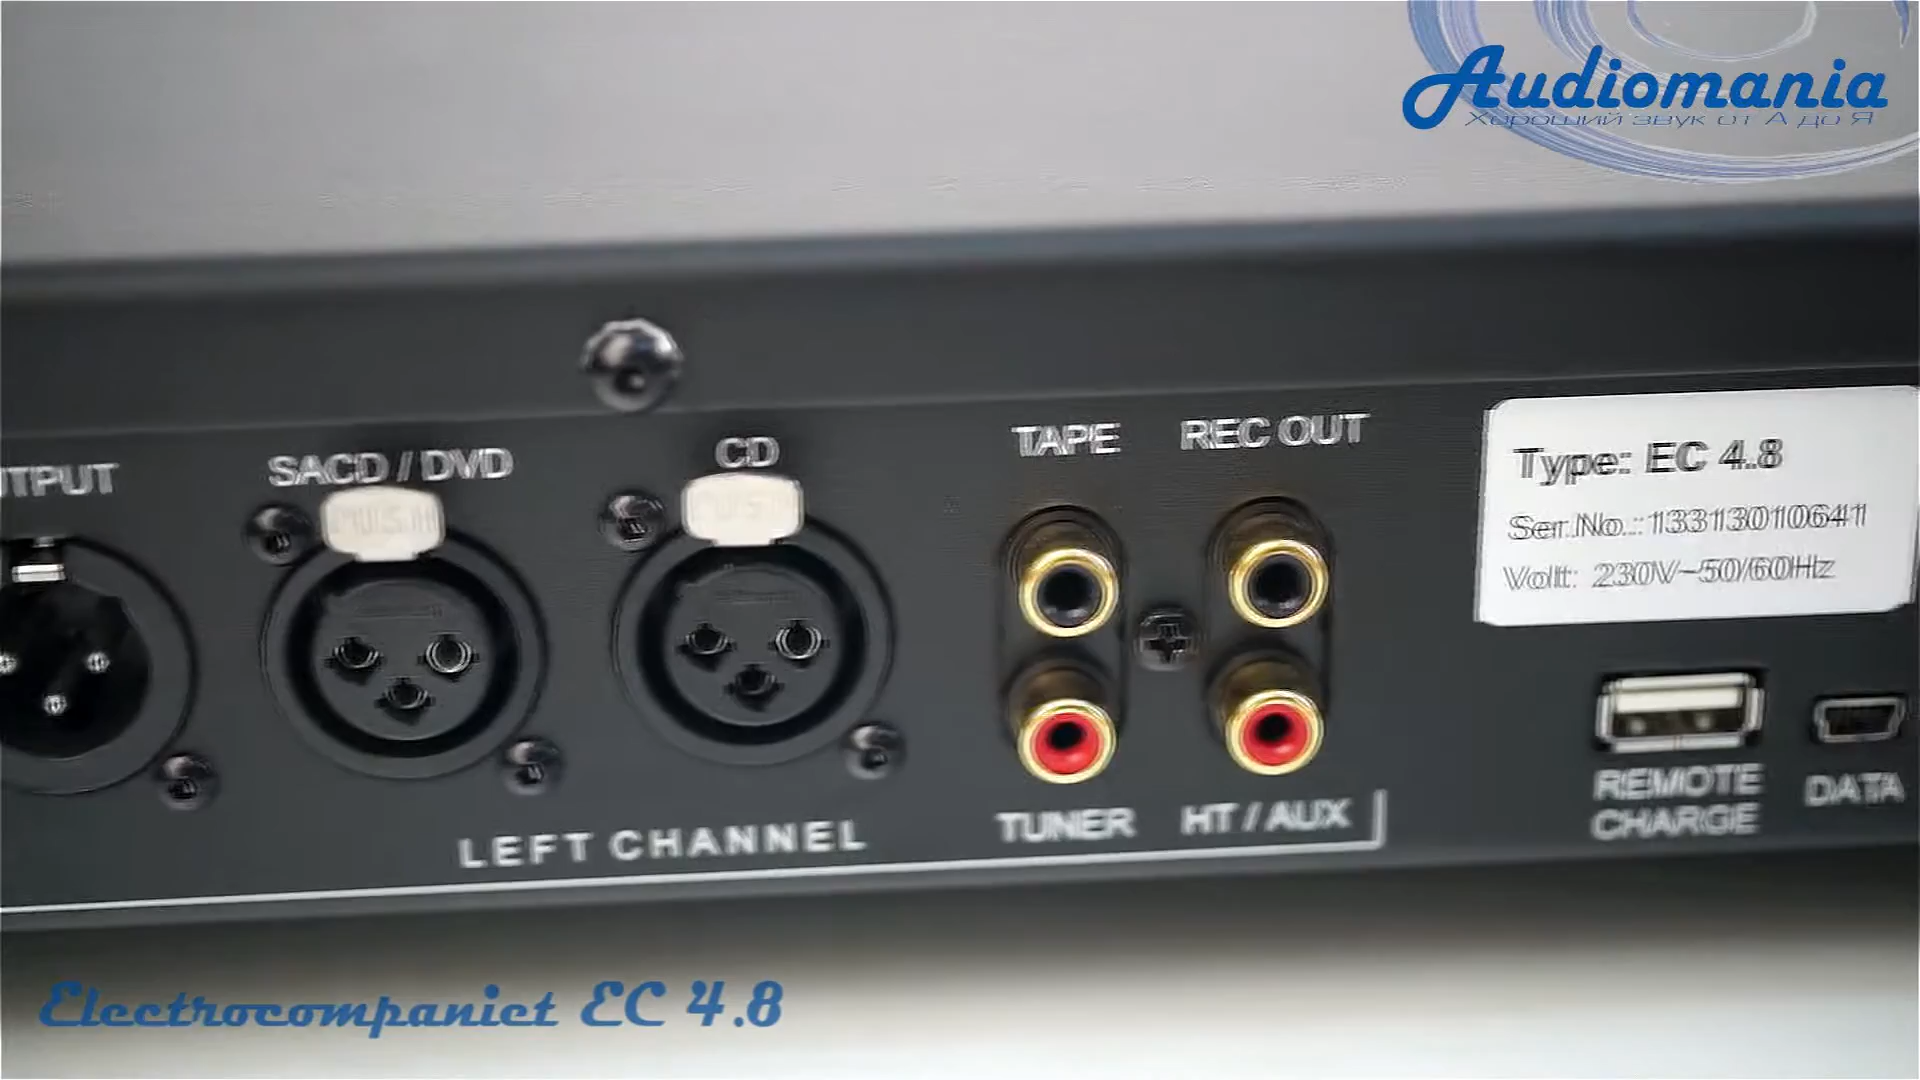 Audiomania
Хороший звук от А до Я
SACD / DVD
CD
TAPE
REC OUT
PUSH
Type: EC 4.8
Ser.No.:13313010641
Volt: 230V~50/60Hz
TUNER
HT / AUX
LEFT CHANNEL
REMOTE
CHARGE
DATA
Electrocompaniet EC 4.8